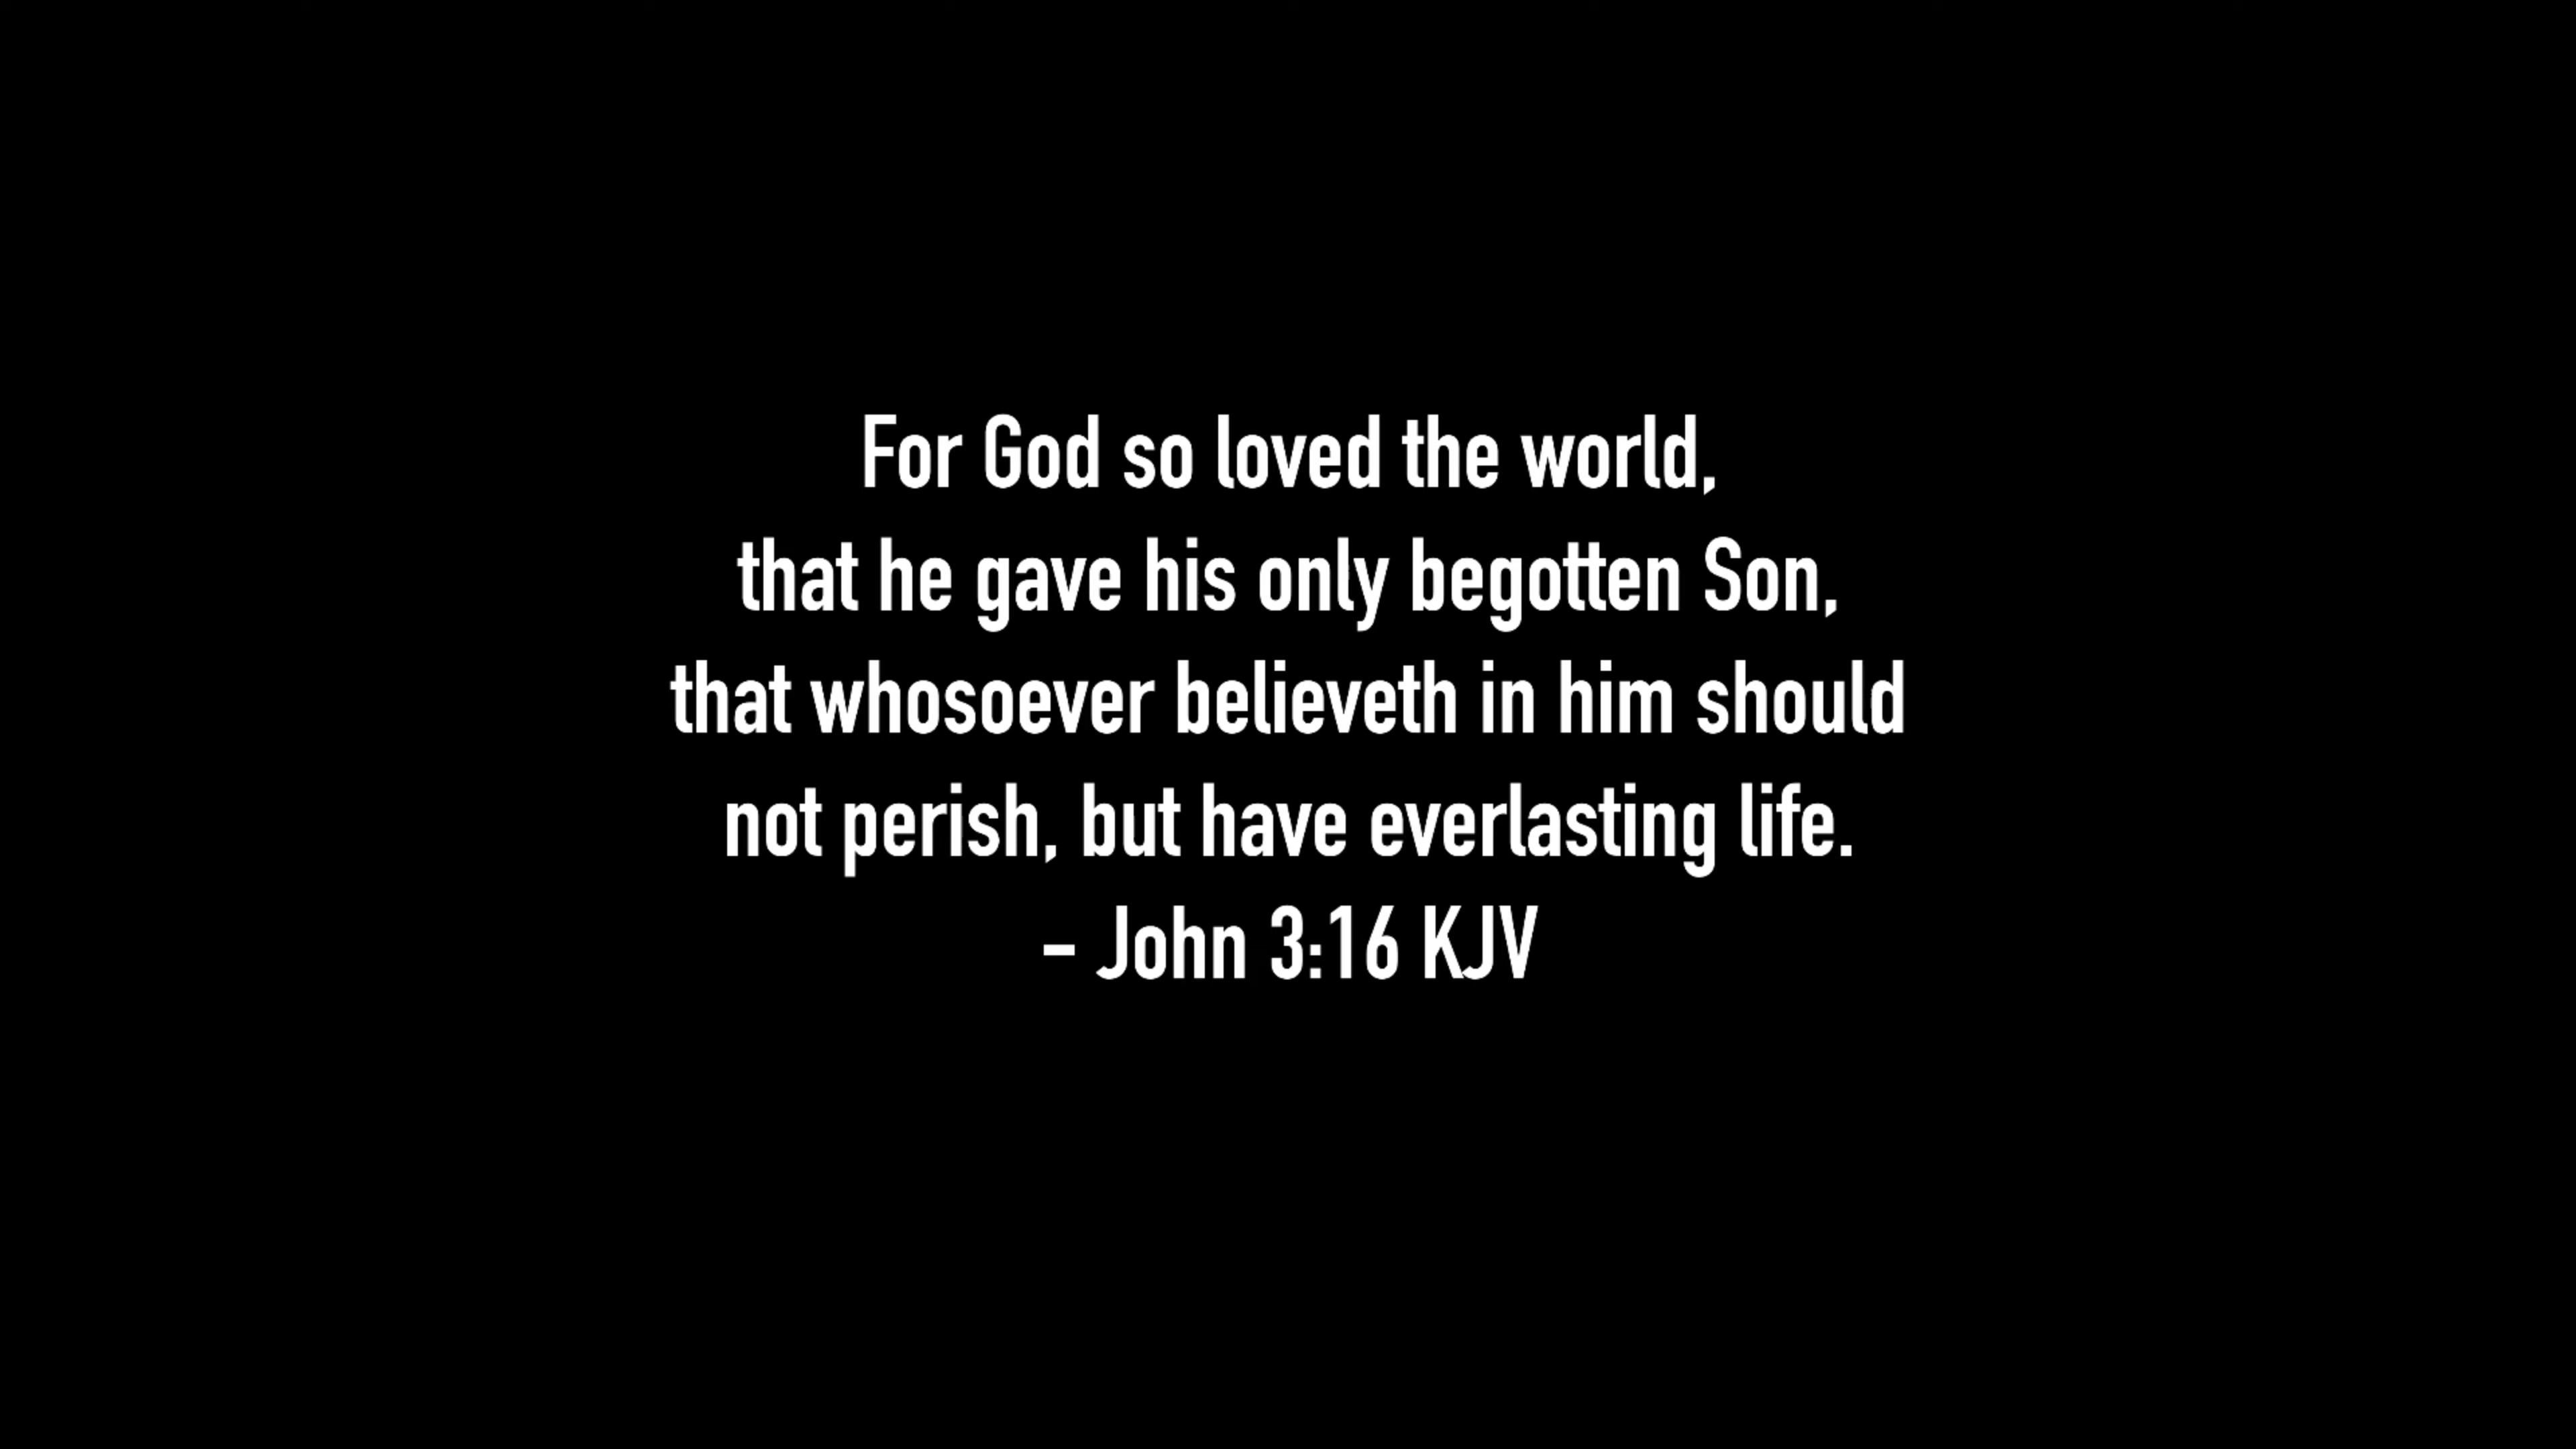 For God so loved the world,
that he gave his only begotten Son,
that whosoever believeth in him should
not perish, but have everlasting life.
- John 3:16 KJV